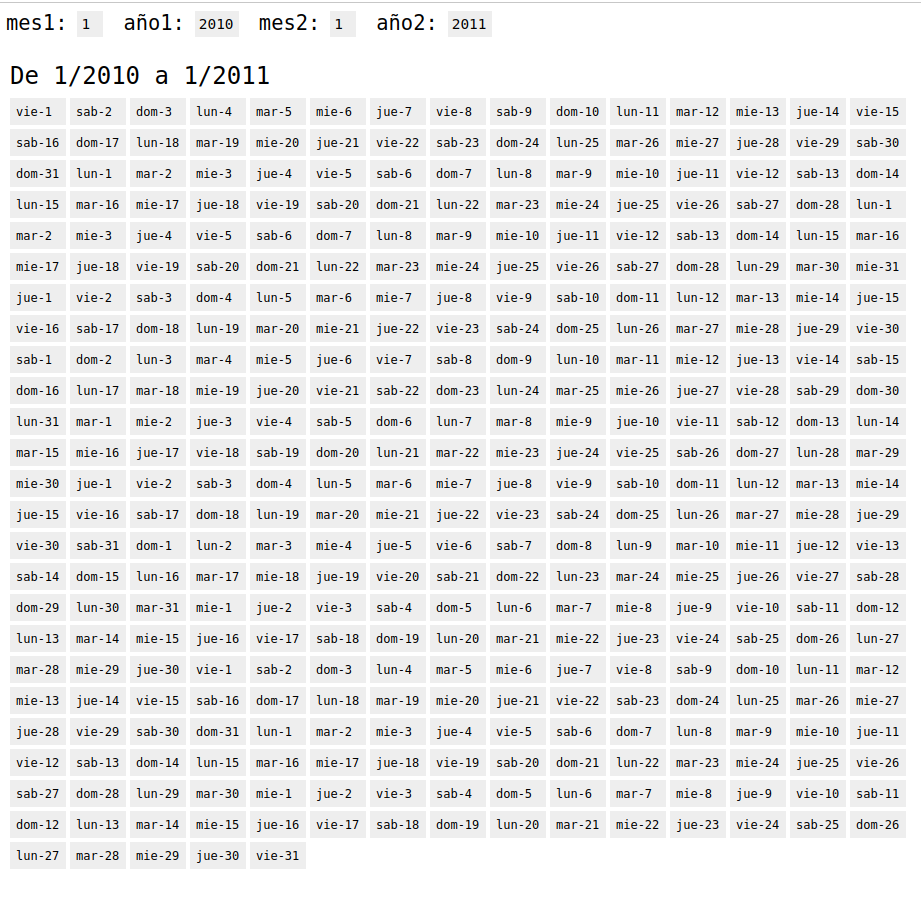 mes1: 1 año1: 2010 mes2: 1 año2: 2011
De 1/2010 a 1/2011
vie-1 sab-2 dom-3 lun-4 mar-5 mie-6 jue-7 vie-8 sab-9 dom-10 lun-11 mar-12 mie-13 jue-14 vie-15
sab-16 dom-17 lun-18 mar-19 mie-20 jue-21 vie-22 sab-23 dom-24 lun-25 mar-26 mie-27 jue-28 vie-29 sab-30
dom-31 lun-1 mar-2 mie-3 jue-4 vie-5 sab-6 dom-7 lun-8 mar-9 mie-10 jue-11 vie-12 sab-13 dom-14
lun-15 mar-16 mie-17 jue-18 vie-19 sab-20 dom-21 lun-22 mar-23 mie-24 jue-25 vie-26 sab-27 dom-28 lun-1
mar-2 mie-3 jue-4 vie-5 sab-6 dom-7 lun-8 mar-9 mie-10 jue-11 vie-12 sab-13 dom-14 lun-15 mar-16
mie-17 jue-18 vie-19 sab-20 dom-21 lun-22 mar-23 mie-24 jue-25 vie-26 sab-27 dom-28 lun-29 mar-30 mie-31
jue-1 vie-2 sab-3 dom-4 lun-5 mar-6 mie-7 jue-8 vie-9 sab-10 dom-11 lun-12 mar-13 mie-14 jue-15
vie-16 sab-17 dom-18 lun-19 mar-20 mie-21 jue-22 vie-23 sab-24 dom-25 lun-26 mar-27 mie-28 jue-29 vie-30
sab-1 dom-2 lun-3 mar-4 mie-5 jue-6 vie-7 sab-8 dom-9 lun-10 mar-11 mie-12 jue-13 vie-14 sab-15
dom-16 lun-17 mar-18 mie-19 jue-20 vie-21 sab-22 dom-23 lun-24 mar-25 mie-26 jue-27 vie-28 sab-29 dom-30
lun-31 mar-1 mie-2 jue-3 vie-4 sab-5 dom-6 lun-7 mar-8 mie-9 jue-10 vie-11 sab-12 dom-13 lun-14
mar-15 mie-16 jue-17 vie-18 sab-19 dom-20 lun-21 mar-22 mie-23 jue-24 vie-25 sab-26 dom-27 lun-28 mar-29
mie-30 jue-1 vie-2 sab-3 dom-4 lun-5 mar-6 mie-7 jue-8 vie-9 sab-10 dom-11 lun-12 mar-13 mie-14
jue-15 vie-16 sab-17 dom-18 lun-19 mar-20 mie-21 jue-22 vie-23 sab-24 dom-25 lun-26 mar-27 mie-28 jue-29
vie-30 sab-31 dom-1 lun-2 mar-3 mie-4 jue-5 vie-6 sab-7 dom-8 lun-9 mar-10 mie-11 jue-12 vie-13
sab-14 dom-15 lun-16 mar-17 mie-18 jue-19 vie-20 sab-21 dom-22 lun-23 mar-24 mie-25 jue-26 vie-27 sab-28
dom-29 lun-30 mar-31 mie-1 jue-2 vie-3 sab-4 dom-5 lun-6 mar-7 mie-8 jue-9 vie-10 sab-11 dom-12
lun-13 mar-14 mie-15 jue-16 vie-17 sab-18 dom-19 lun-20 mar-21 mie-22 jue-23 vie-24 sab-25 dom-26 lun-27
mar-28 mie-29 jue-30 vie-1 sab-2 dom-3 lun-4 mar-5 mie-6 jue-7 vie-8 sab-9 dom-10 lun-11 mar-12
mie-13 jue-14 vie-15 sab-16 dom-17 lun-18 mar-19 mie-20 jue-21 vie-22 sab-23 dom-24 lun-25 mar-26 mie-27
jue-28 vie-29 sab-30 dom-31 lun-1 mar-2 mie-3 jue-4 vie-5 sab-6 dom-7 lun-8 mar-9 mie-10 jue-11
vie-12 sab-13 dom-14 lun-15 mar-16 mie-17 jue-18 vie-19 sab-20 dom-21 lun-22 mar-23 mie-24 jue-25 vie-26
sab-27 dom-28 lun-29 mar-30 mie-1 jue-2 vie-3 sab-4 dom-5 lun-6 mar-7 mie-8 jue-9 vie-10 sab-11
dom-12 lun-13 mar-14 mie-15 jue-16 vie-17 sab-18 dom-19 lun-20 mar-21 mie-22 jue-23 vie-24 sab-25 dom-26
lun-27 mar-28 mie-29 jue-30 vie-31